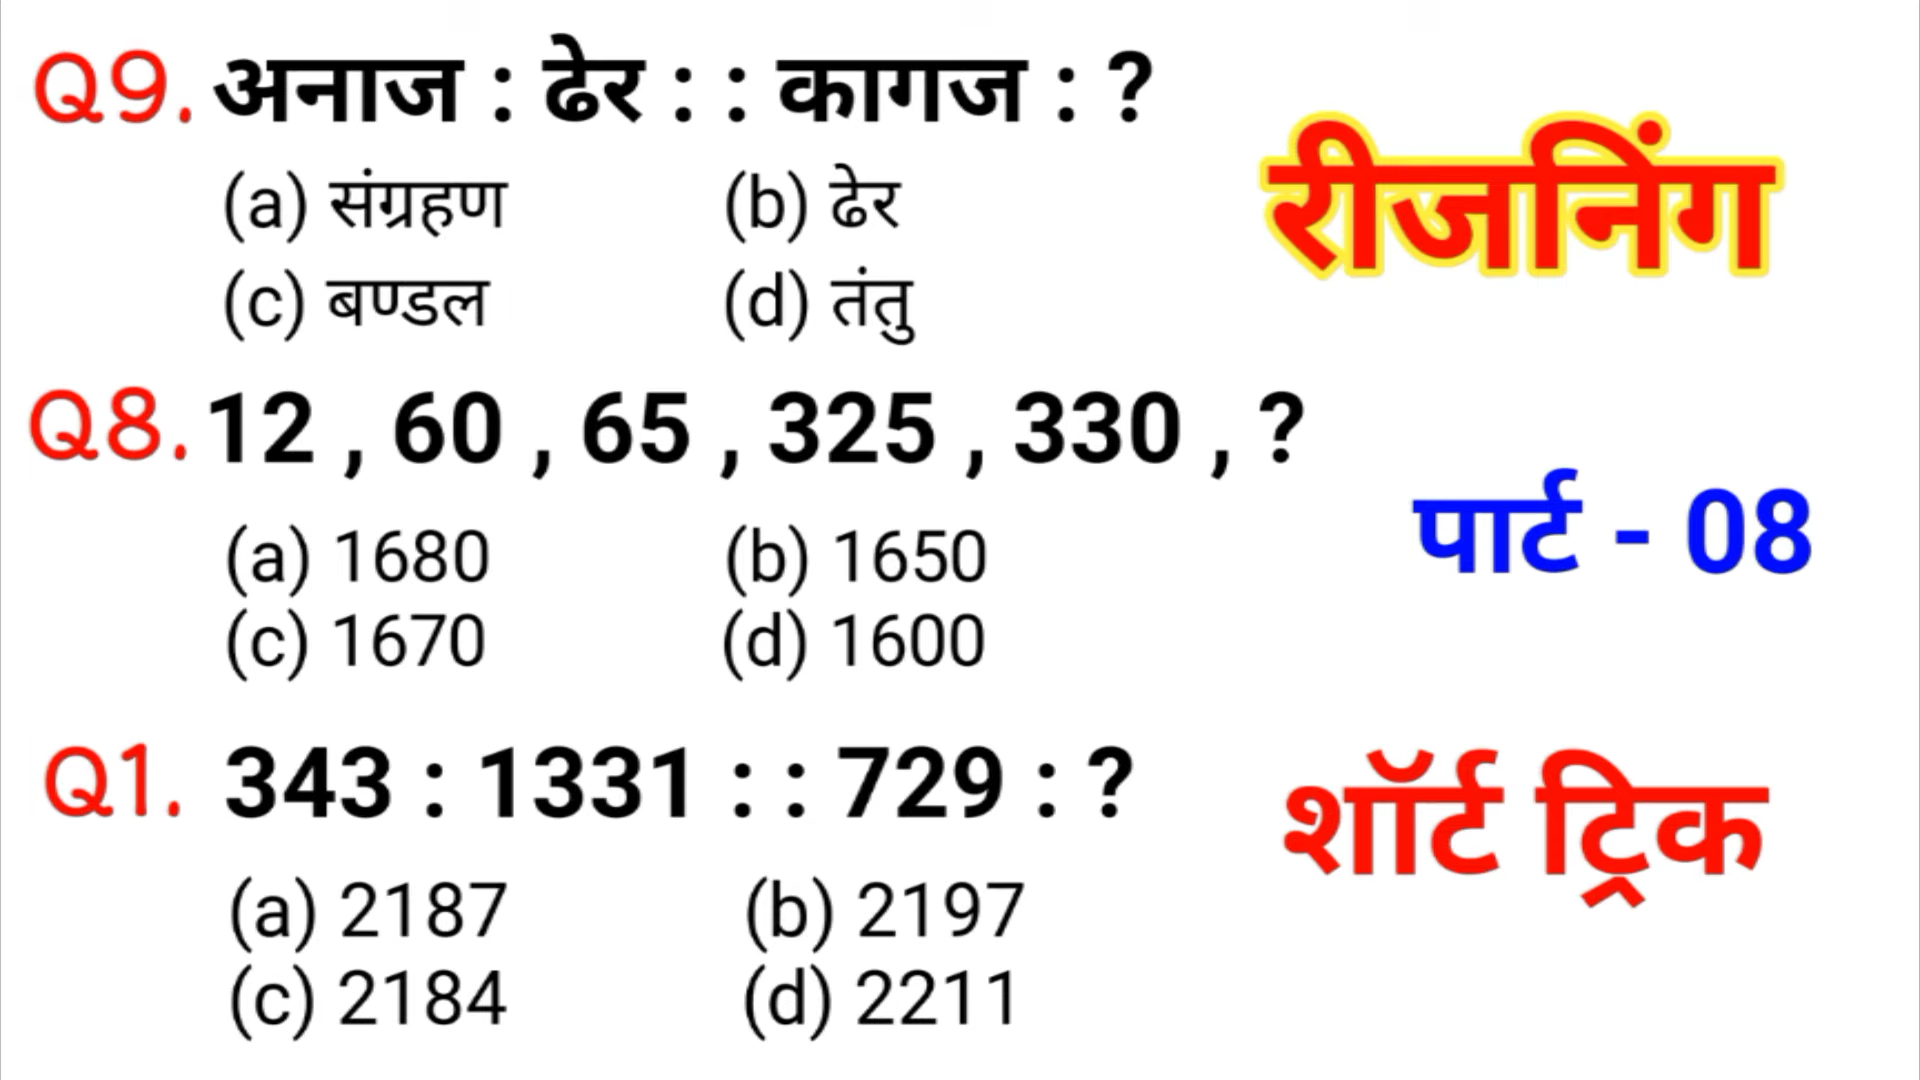 Q9. अनाज : ढेर : : कागज : ?
(a) संग्रहण (b) ढेर
(c) बण्डल (d) तंतु
रीजनिंग
Q8. 12 , 60 , 65 , 325 , 330 , ?
(a) 1680 (b) 1650
(c) 1670 (d) 1600
पार्ट - 08
Q1. 343 : 1331 : : 729 : ?
(a) 2187 (b) 2197
(c) 2184 (d) 2211
शॉर्ट ट्रिक